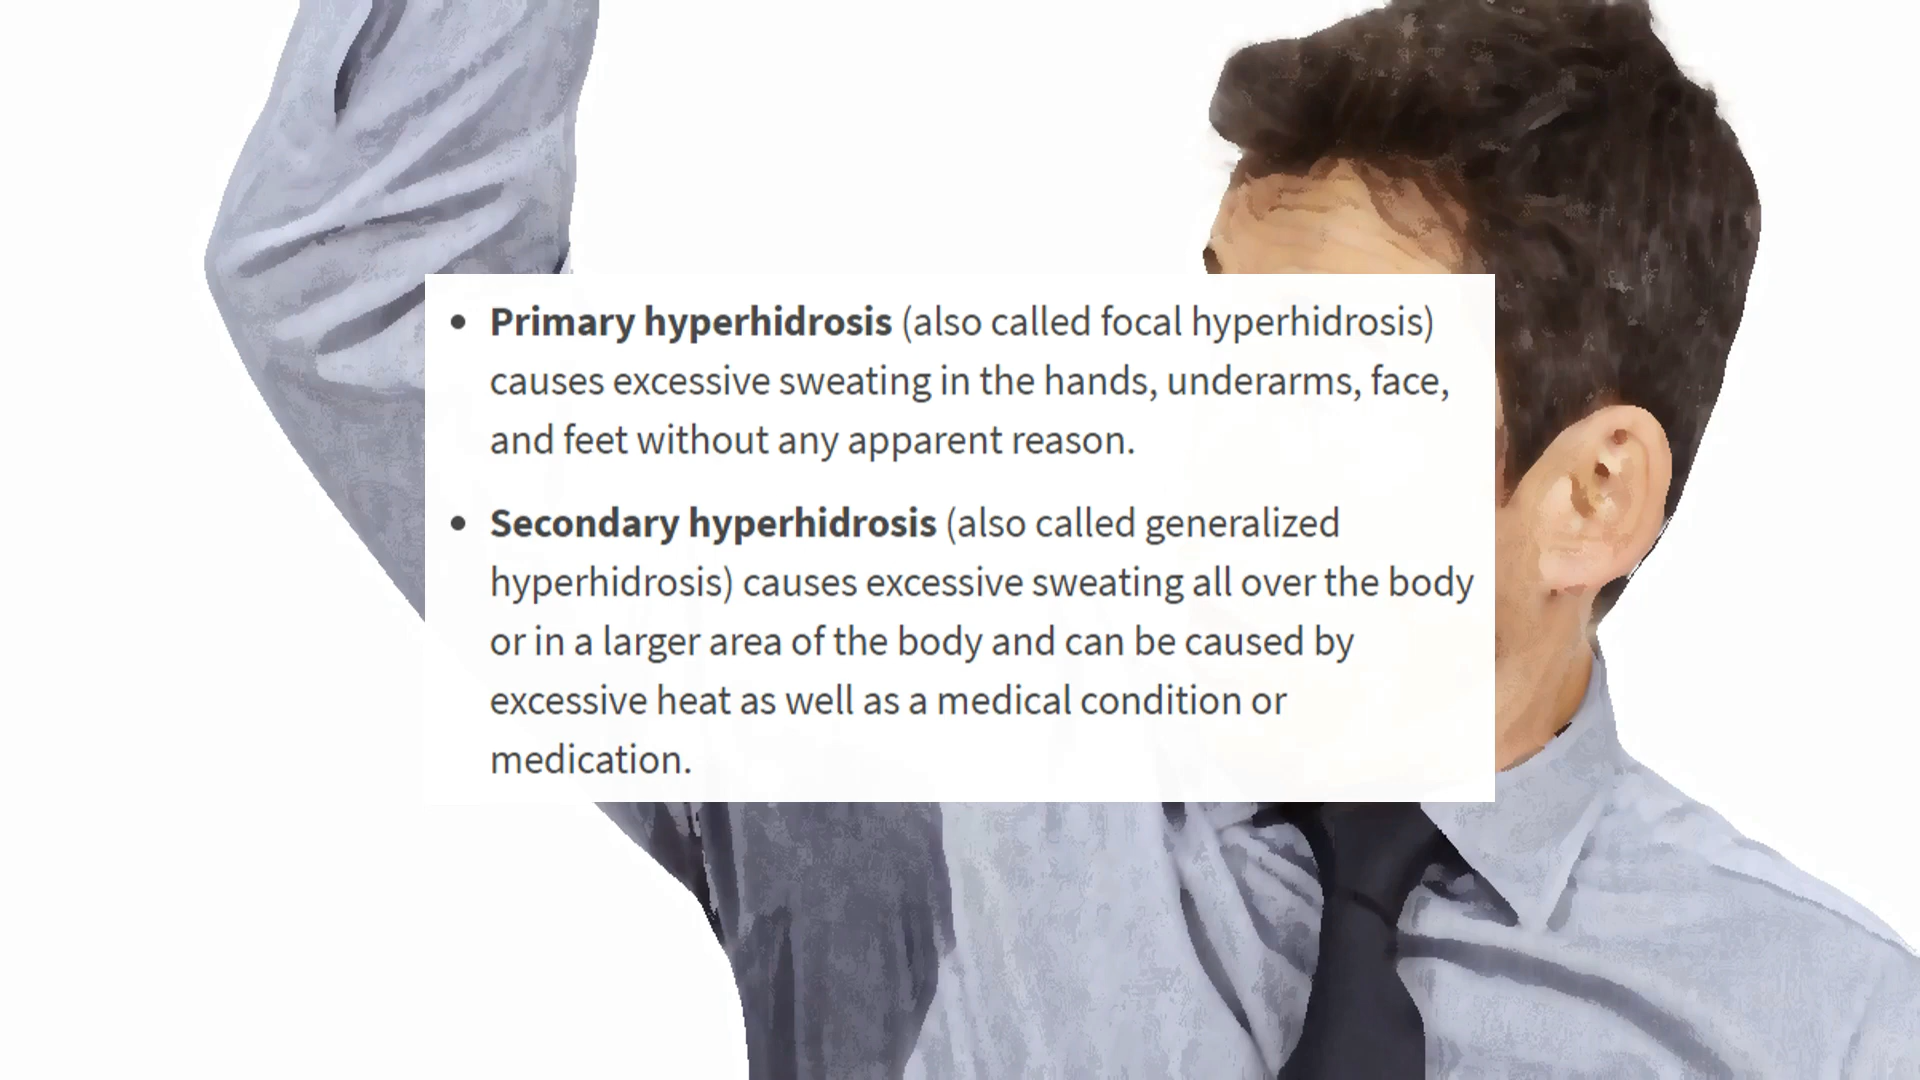 • Primary hyperhidrosis (also called focal hyperhidrosis)
causes excessive sweating in the hands, underarms, face,
and feet without any apparent reason.
• Secondary hyperhidrosis (also called generalized
hyperhidrosis) causes excessive sweating all over the body
or in a larger area of the body and can be caused by
excessive heat as well as a medical condition or
medication.